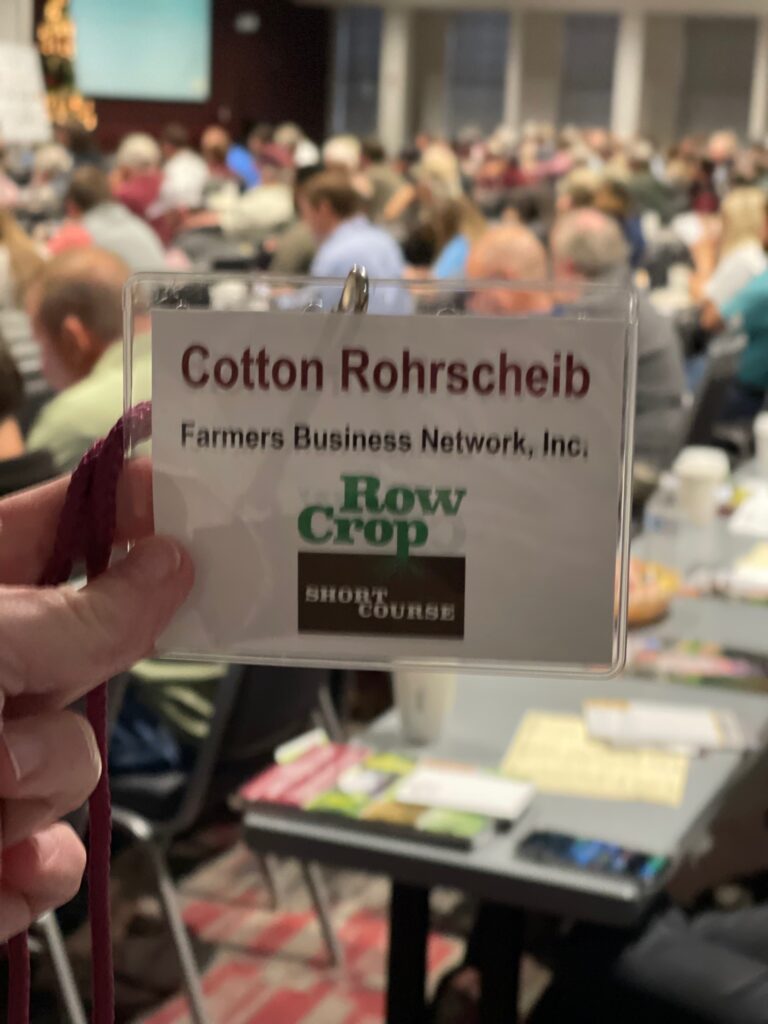 Cotton Rohrscheib
Farmers Business Network, Inc.
Row
Crop
SHORT
COURSE